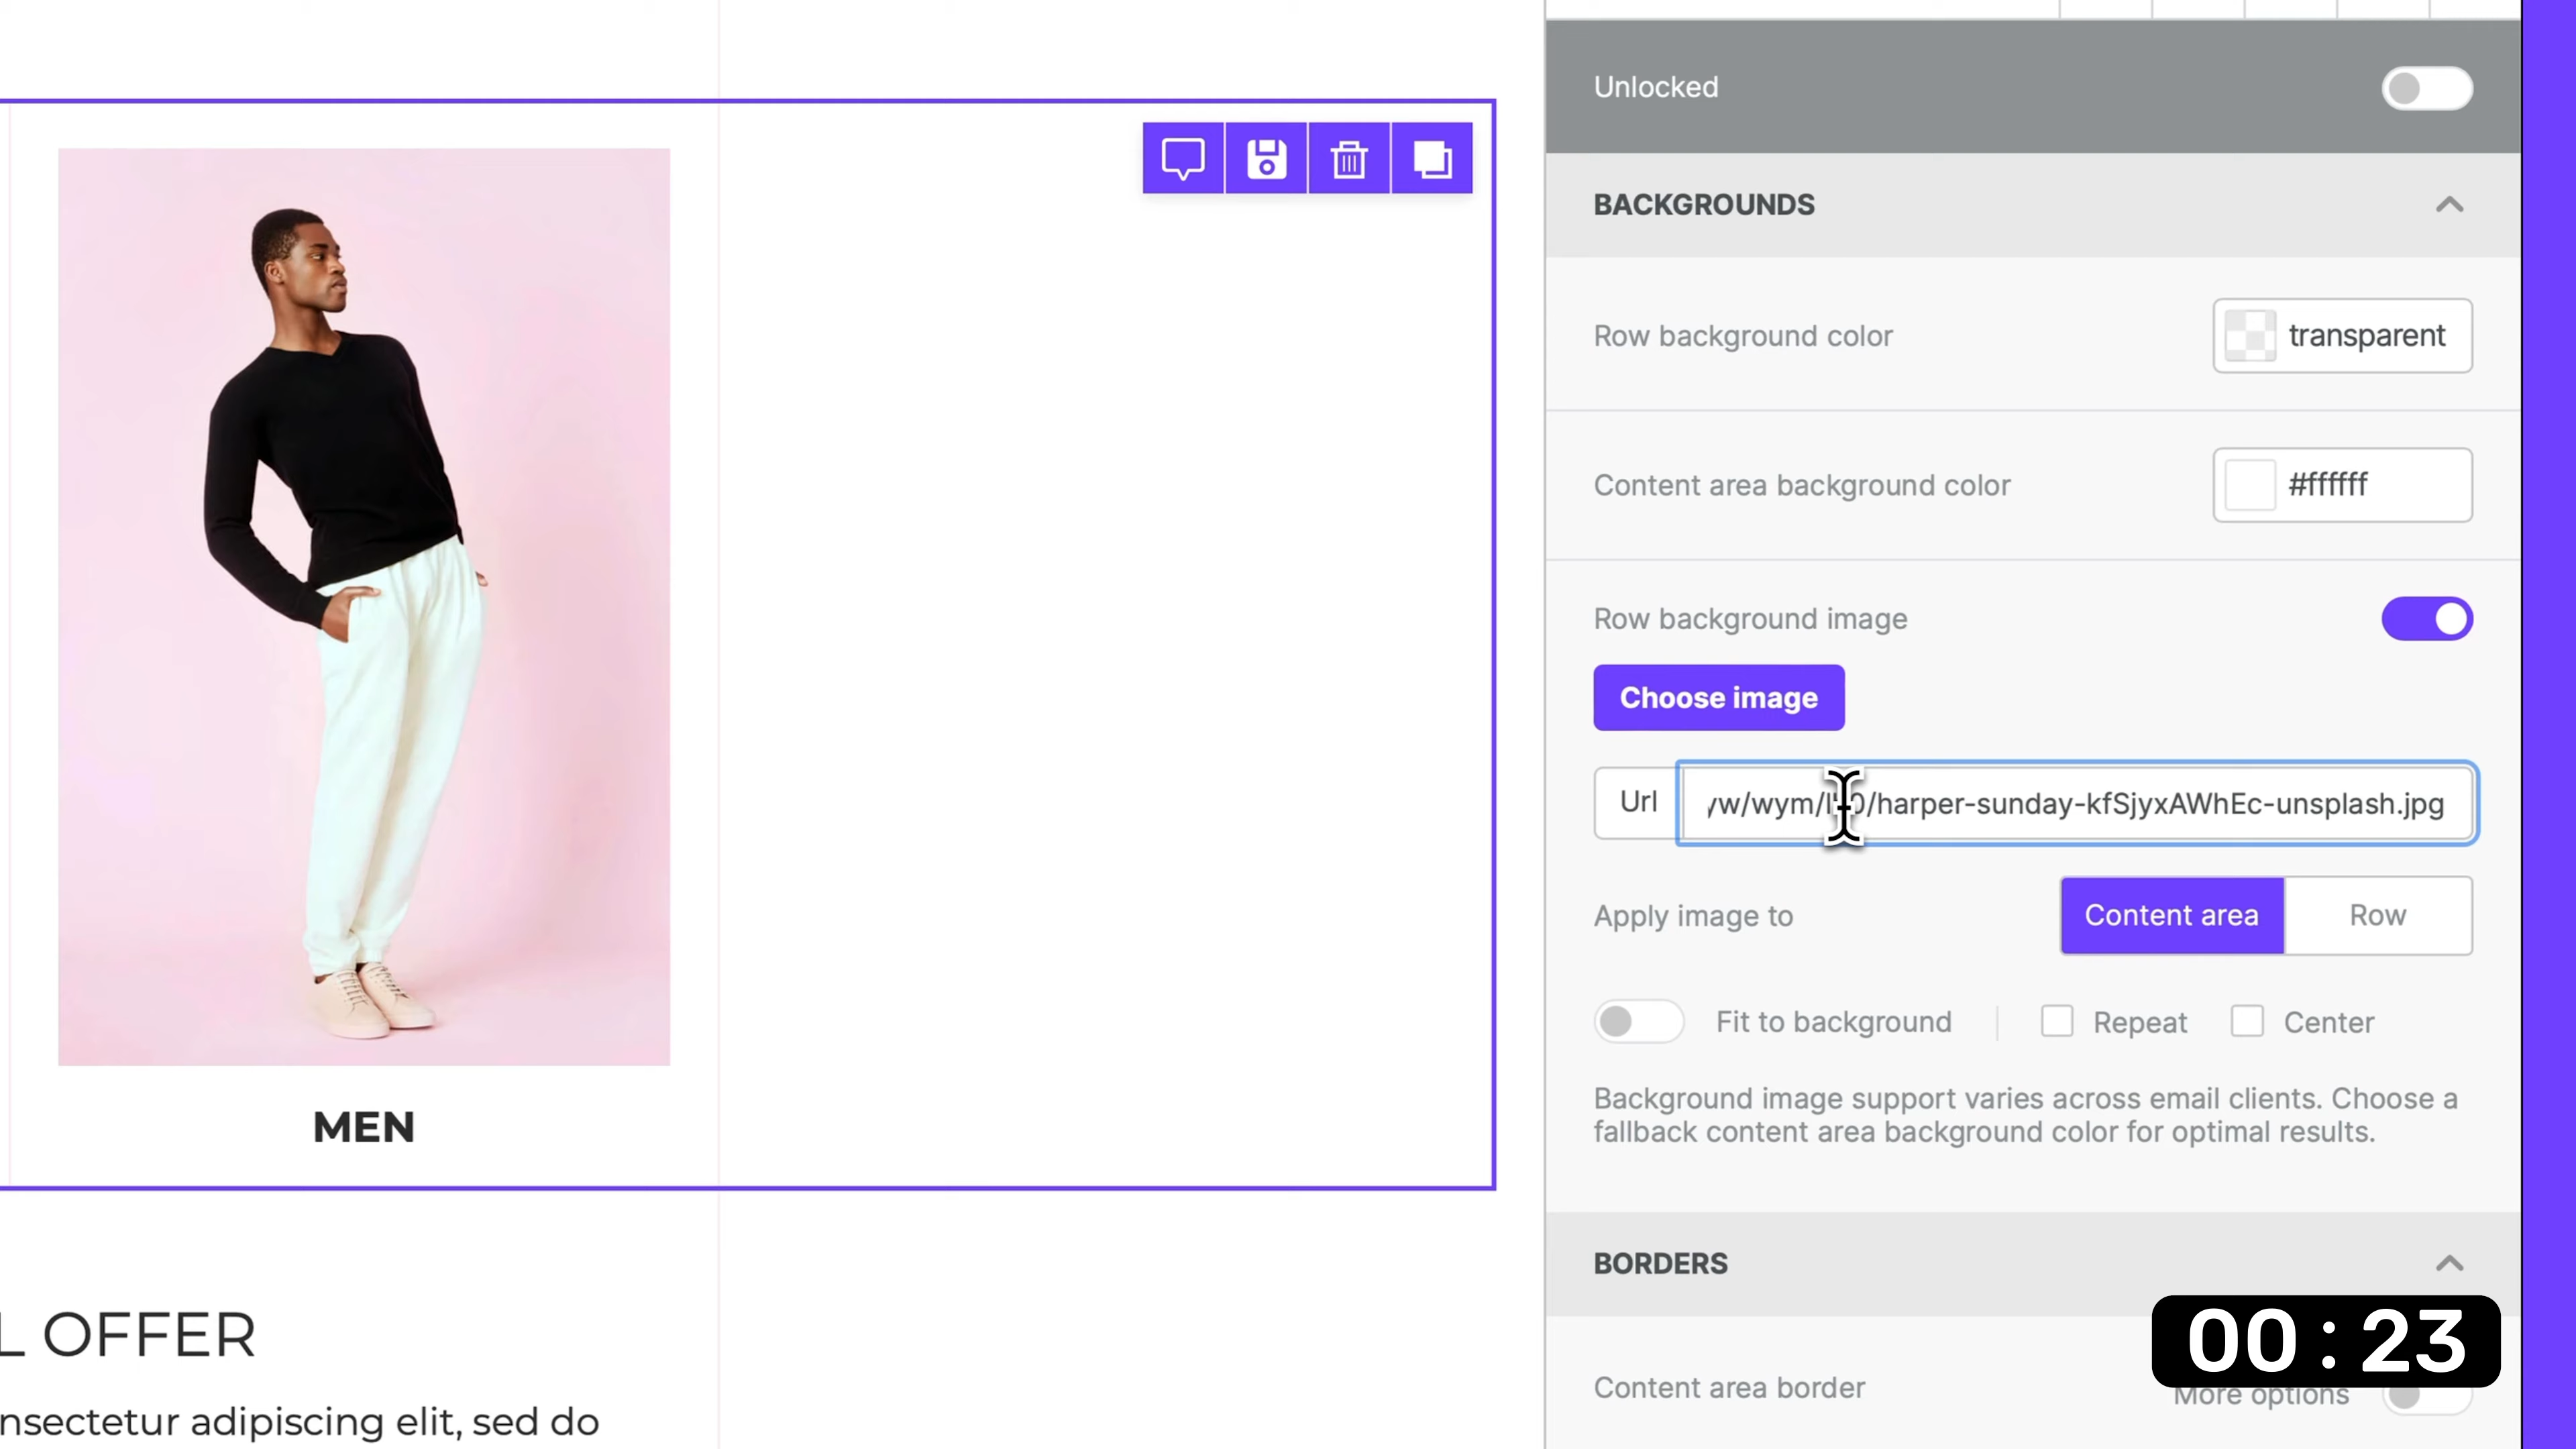 Unlocked
BACKGROUNDS
Row background color
transparent
Content area background color
#ffffff
Row background image
Choose image
Url
/harper-sunday-kfSjyxAWhEc-unsplash.jpg
Apply image to
Content area
Row
Fit to background
Repeat
Center
Background image support varies across email clients. Choose a
fallback content area background color for optimal results.
BORDERS
Content area border
More options
00:23
MEN
L OFFER
nsectetur adipiscing elit, sed do